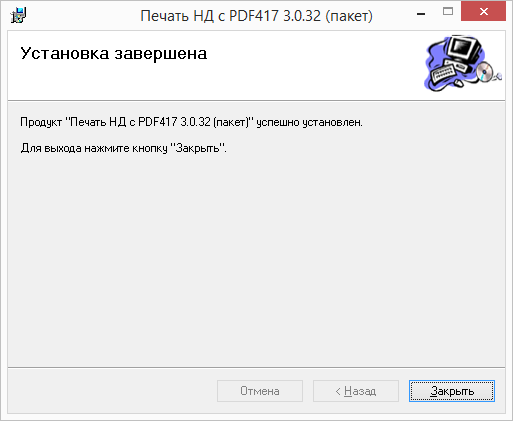 Печать НД с PDF417 3.0.32 (пакет)
Установка завершена
Продукт "Печать НД с PDF417 3.0.32 (пакет)" успешно установлен.
Для выхода нажмите кнопку "Закрыть".
Отмена
< Назад
Закрыть